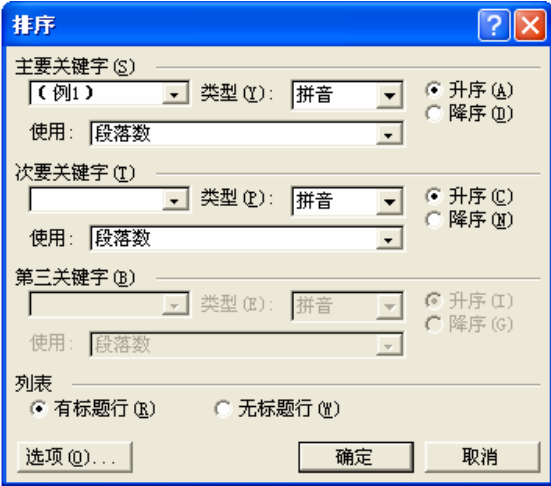 排序
主要关键字(S)
（例1） 类型(Y): 拼音 升序(A)
降序(D)
使用: 段落数
次要关键字(T)
类型(P): 拼音 升序(C)
降序(N)
使用: 段落数
第三关键字(B)
类型(E): 拼音 升序(I)
降序(G)
使用: 段落数
列表
有标题行(R) 无标题行(W)
选项(O)... 确定 取消